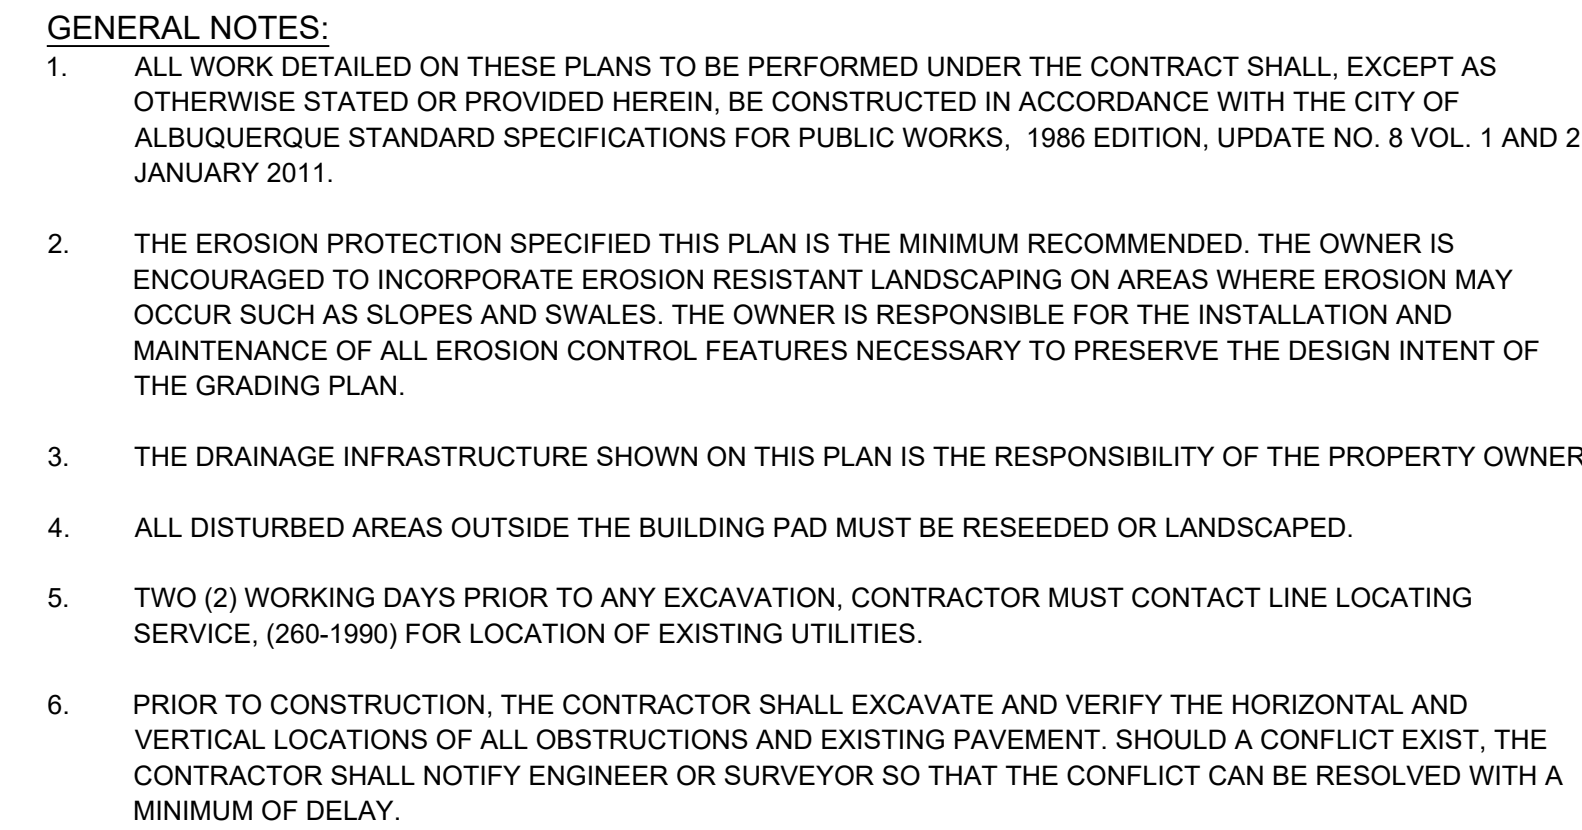 GENERAL NOTES:
1. ALL WORK DETAILED ON THESE PLANS TO BE PERFORMED UNDER THE CONTRACT SHALL, EXCEPT AS
OTHERWISE STATED OR PROVIDED HEREIN, BE CONSTRUCTED IN ACCORDANCE WITH THE CITY OF
ALBUQUERQUE STANDARD SPECIFICATIONS FOR PUBLIC WORKS, 1986 EDITION, UPDATE NO. 8 VOL. 1 AND 2
JANUARY 2011.
2. THE EROSION PROTECTION SPECIFIED THIS PLAN IS THE MINIMUM RECOMMENDED. THE OWNER IS
ENCOURAGED TO INCORPORATE EROSION RESISTANT LANDSCAPING ON AREAS WHERE EROSION MAY
OCCUR SUCH AS SLOPES AND SWALES. THE OWNER IS RESPONSIBLE FOR THE INSTALLATION AND
MAINTENANCE OF ALL EROSION CONTROL FEATURES NECESSARY TO PRESERVE THE DESIGN INTENT OF
THE GRADING PLAN.
3. THE DRAINAGE INFRASTRUCTURE SHOWN ON THIS PLAN IS THE RESPONSIBILITY OF THE PROPERTY OWNER
4. ALL DISTURBED AREAS OUTSIDE THE BUILDING PAD MUST BE RESEEDED OR LANDSCAPED.
5. TWO (2) WORKING DAYS PRIOR TO ANY EXCAVATION, CONTRACTOR MUST CONTACT LINE LOCATING
SERVICE, (260-1990) FOR LOCATION OF EXISTING UTILITIES.
6. PRIOR TO CONSTRUCTION, THE CONTRACTOR SHALL EXCAVATE AND VERIFY THE HORIZONTAL AND
VERTICAL LOCATIONS OF ALL OBSTRUCTIONS AND EXISTING PAVEMENT. SHOULD A CONFLICT EXIST, THE
CONTRACTOR SHALL NOTIFY ENGINEER OR SURVEYOR SO THAT THE CONFLICT CAN BE RESOLVED WITH A
MINIMUM OF DELAY.